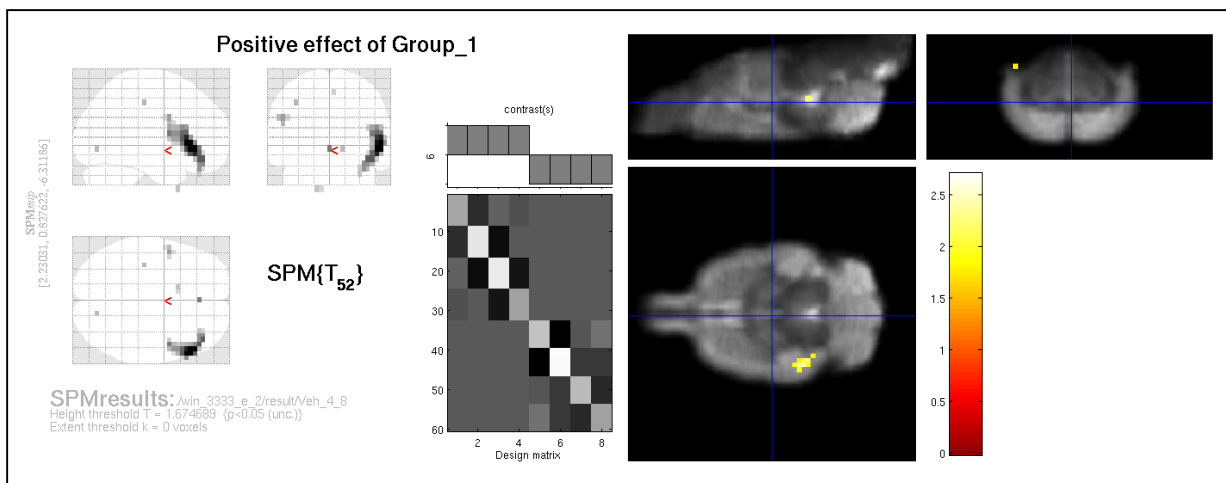 Positive effect of Group_1
SPMmip
[2.23031, 0.827622, -6.31186]
<
<
<
SPM{T52}
SPMresults: ./win_3333_e_2/result/Veh_4_8
Height threshold T = 1.674689 {p<0.05 (unc.)}
Extent threshold k = 0 voxels
contrast(s)
6
10
20
30
40
50
60
2 4 6 8
Design matrix
2.5
2
1.5
1
0.5
0